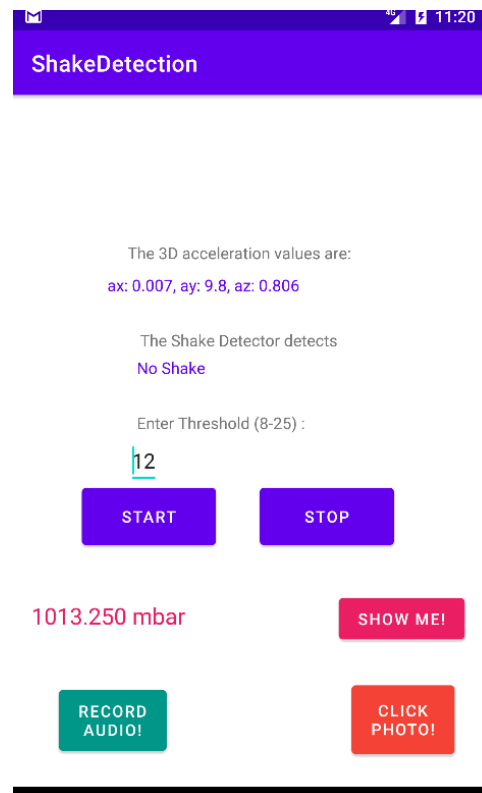 4G 11:20
ShakeDetection
The 3D acceleration values are:
ax: 0.007, ay: 9.8, az: 0.806
The Shake Detector detects
No Shake
Enter Threshold (8-25) :
12
START STOP
1013.250 mbar SHOW ME!
RECORD
AUDIO!
CLICK
PHOTO!